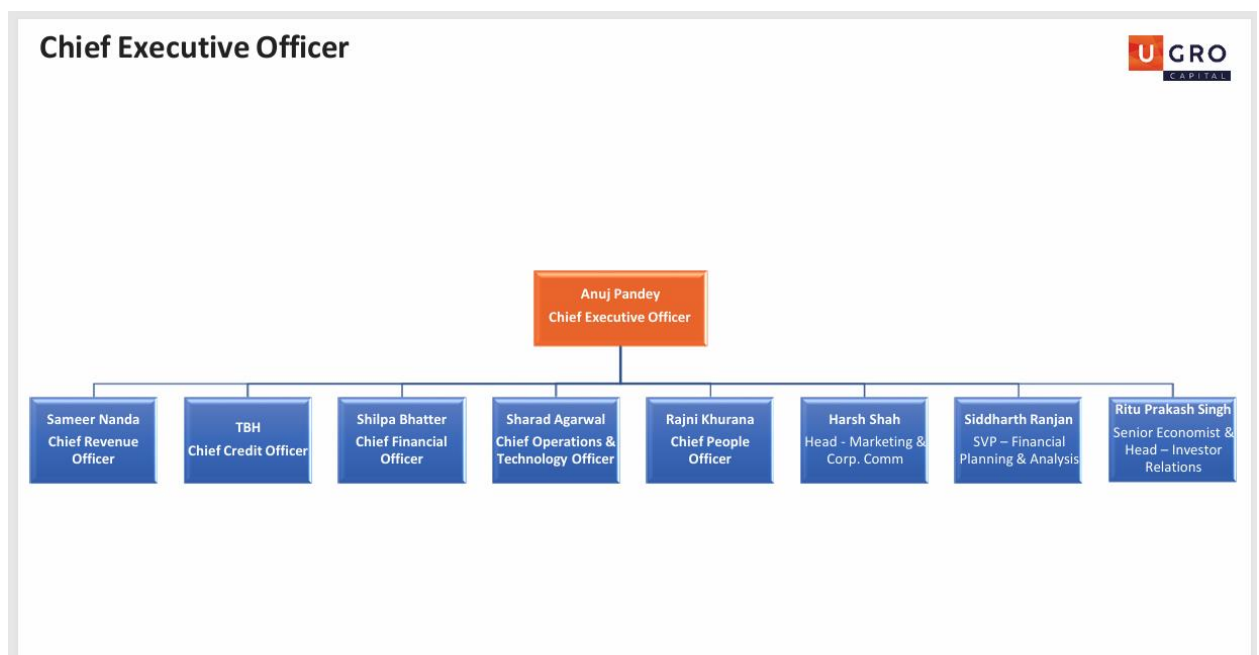 Chief Executive Officer
U GRO
CAPITAL
Anuj Pandey
Chief Executive Officer
Sameer Nanda
Chief Revenue
Officer
TBH
Chief Credit Officer
Shilpa Bhatter
Chief Financial
Officer
Sharad Agarwal
Chief Operations &
Technology Officer
Rajni Khurana
Chief People
Officer
Harsh Shah
Head - Marketing &
Corp. Comm
Siddharth Ranjan
SVP – Financial
Planning & Analysis
Ritu Prakash Singh
Senior Economist &
Head – Investor
Relations